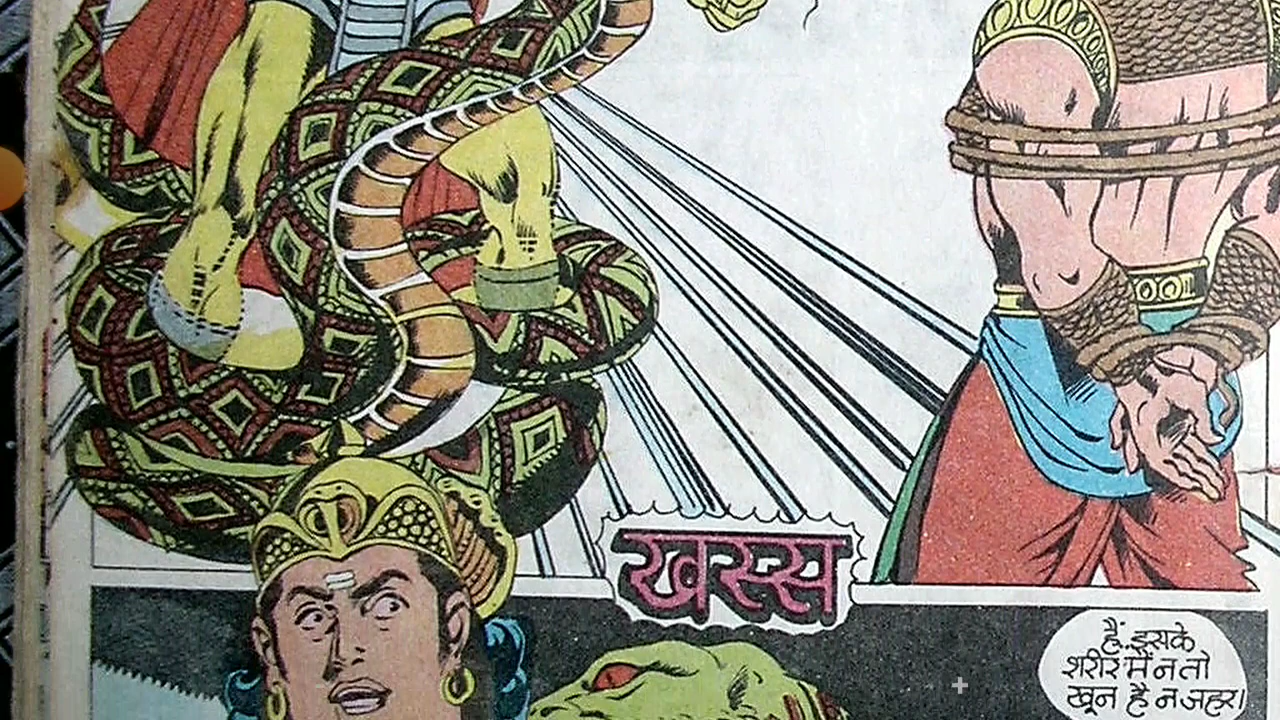 खस्स
हैं..इसके
शरीर में न तो
खून है न जहर।